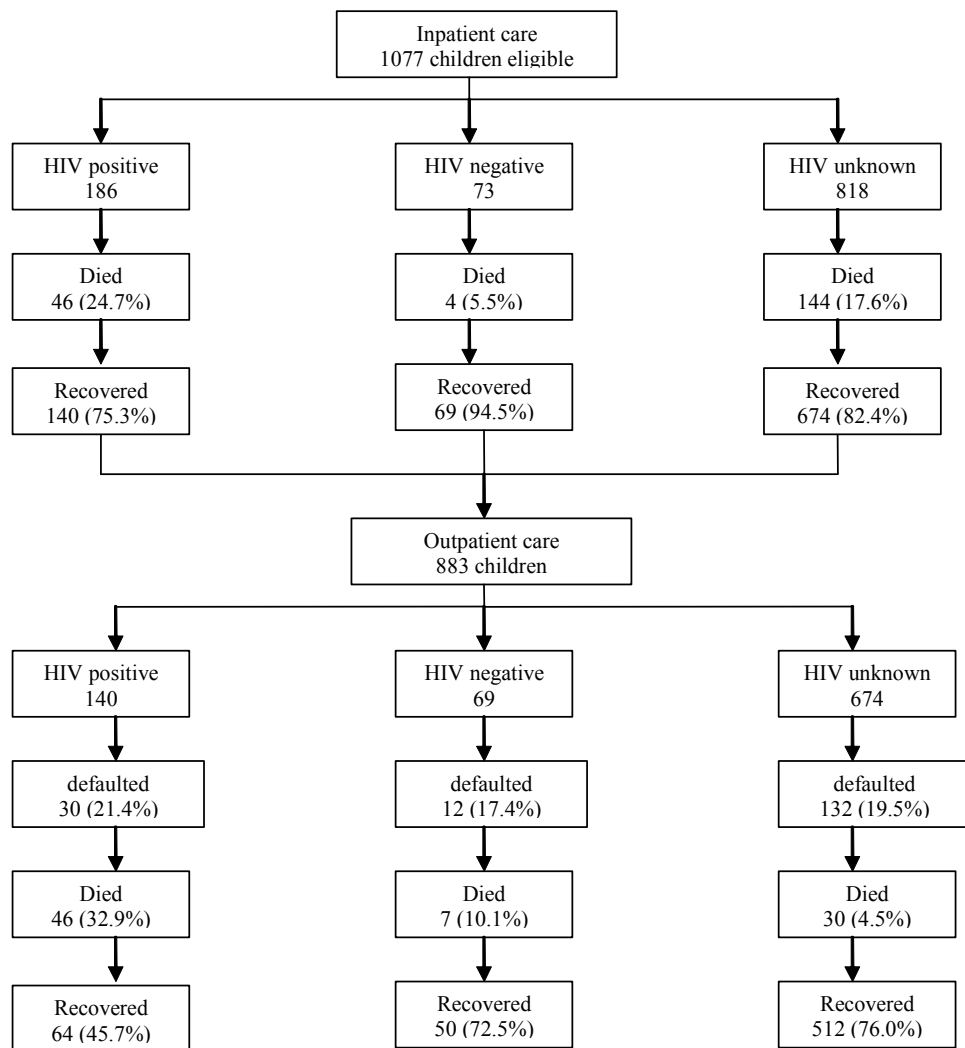 Inpatient care
1077 children eligible
HIV positive
186
HIV negative
73
HIV unknown
818
Died
46 (24.7%)
Died
4 (5.5%)
Died
144 (17.6%)
Recovered
140 (75.3%)
Recovered
69 (94.5%)
Recovered
674 (82.4%)
Outpatient care
883 children
HIV positive
140
HIV negative
69
HIV unknown
674
defaulted
30 (21.4%)
defaulted
12 (17.4%)
defaulted
132 (19.5%)
Died
46 (32.9%)
Died
7 (10.1%)
Died
30 (4.5%)
Recovered
64 (45.7%)
Recovered
50 (72.5%)
Recovered
512 (76.0%)